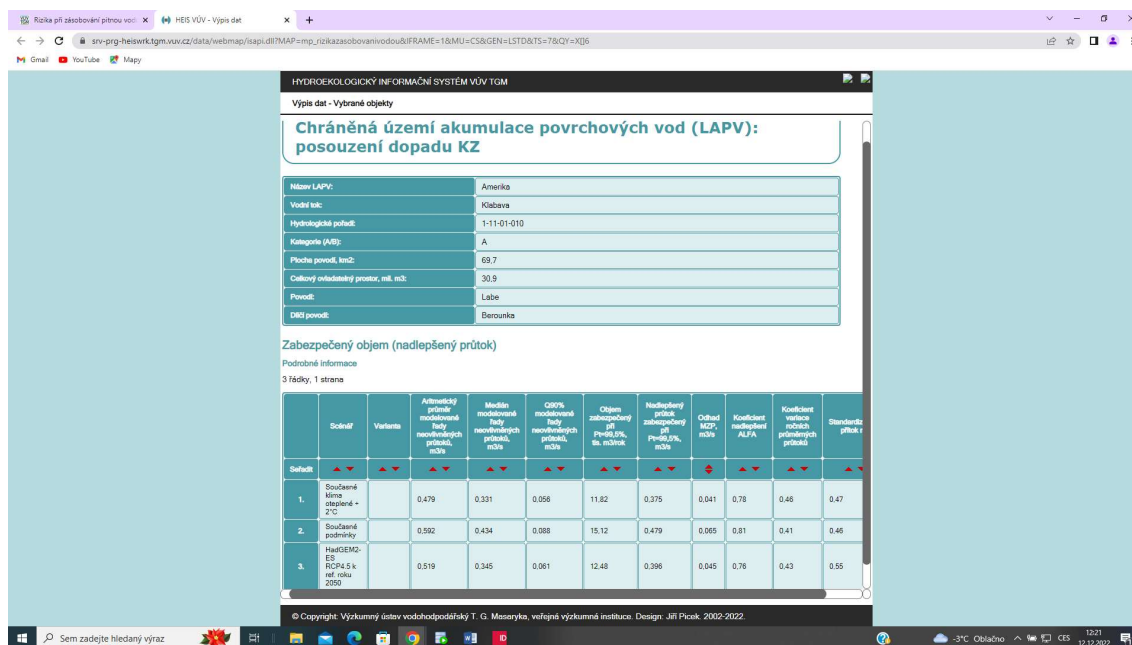 Rizika při zásobování pitnou vod
HEIS VÚV - Výpis dat
srv-prg-heiswrk.tgm.vuv.cz/data/webmap/isapi.dll?MAP=mp_rizikazasobovanivodou&IFRAME=1&MU=CS&GEN=LSTD&TS=7&QY=X[]6
Gmail YouTube Mapy
HYDROEKOLOGICKÝ INFORMAČNÍ SYSTÉM VÚV TGM
Výpis dat - Vybrané objekty
Chráněná území akumulace povrchových vod (LAPV):
posouzení dopadu KZ
Název LAPV: Amerika
Vodní tok: Klabava
Hydrologické pořadí: 1-11-01-010
Kategorie (A/B): A
Plocha povodí, km2: 69,7
Celkový ovladatelný prostor, mil. m3: 30,9
Povodí: Labe
Dílčí povodí: Berounka
Zabezpečený objem (nadlepšený průtok)
Podrobné informace
3 řádky, 1 strana
Scénář
Varianta
Aritmetický průměr modelované řady neovlivněných průtoků, m3/s
Medián modelované řady neovlivněných průtoků, m3/s
Q90% modelované řady neovlivněných průtoků, m3/s
Objem zabezpečený při Pt=99,5%, tis. m3/rok
Nadlepšený průtok zabezpečený při Pt=99,5%, m3/s
Odhad MZP, m3/s
Koeficient nadlepšení ALFA
Koeficient variace ročních průměrných průtoků
Standardiz přítok
Seřadit
1. Současné klima oteplené + 2°C 0,479 0,331 0,056 11,82 0,375 0,041 0,78 0,46 0,47
2. Současné podmínky 0,592 0,434 0,088 15,12 0,479 0,065 0,81 0,41 0,46
3. HadGEM2-ES RCP4.5 k ref. roku 2050 0,519 0,345 0,061 12,48 0,396 0,045 0,76 0,43 0,55
© Copyright: Výzkumný ústav vodohodpodářský T. G. Masaryka, veřejná výzkumná instituce. Design: Jiří Picek. 2002-2022.
Sem zadejte hledaný výraz
-3°C Oblačno CES 12:21
12.12.2022